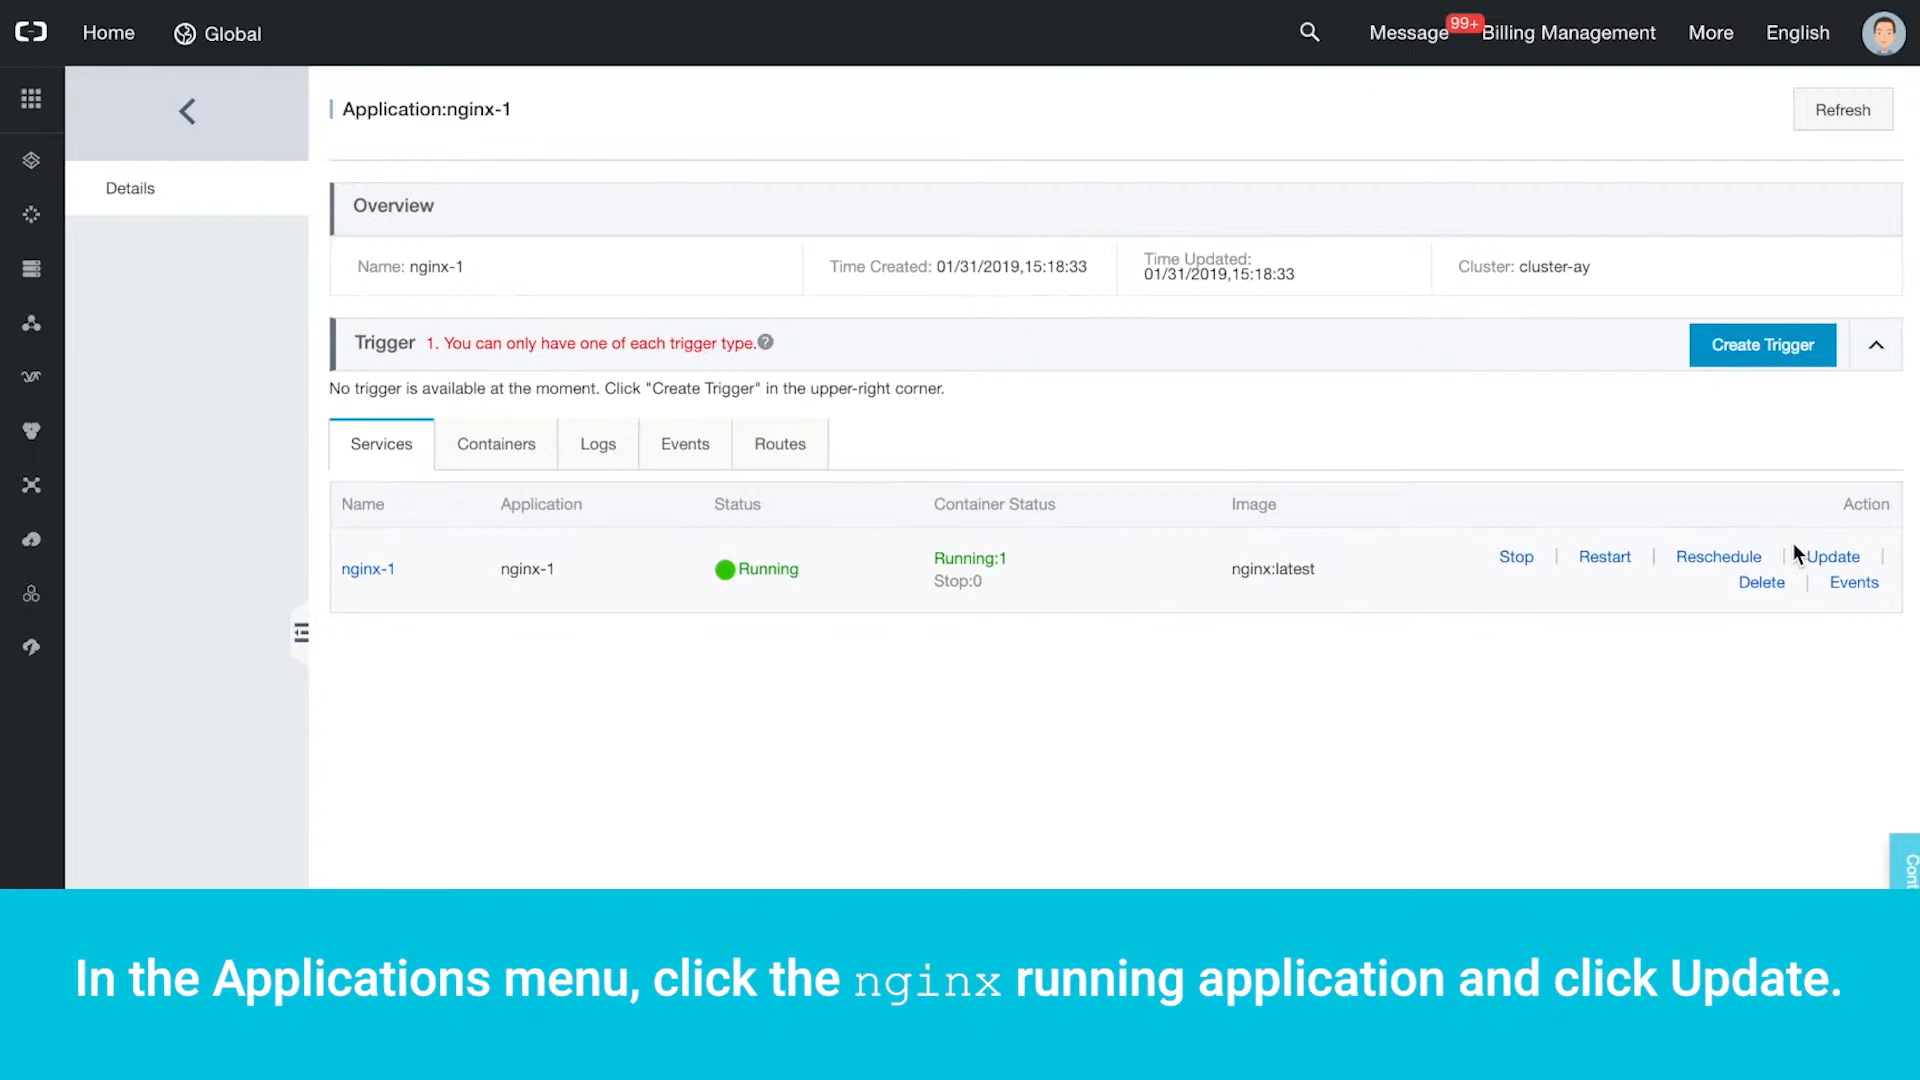 Home
Global
Message
99+
Billing Management
More
English
Application:nginx-1
Refresh
Details
Overview
Name: nginx-1
Time Created: 01/31/2019,15:18:33
Time Updated:
01/31/2019,15:18:33
Cluster: cluster-ay
Trigger
1. You can only have one of each trigger type.
Create Trigger
No trigger is available at the moment. Click "Create Trigger" in the upper-right corner.
Services
Containers
Logs
Events
Routes
Name
Application
Status
Container Status
Image
Action
nginx-1
nginx-1
Running
Running:1
Stop:0
nginx:latest
Stop | Restart | Reschedule | Update |
Delete | Events
Cont
In the Applications menu, click the nginx running application and click Update.